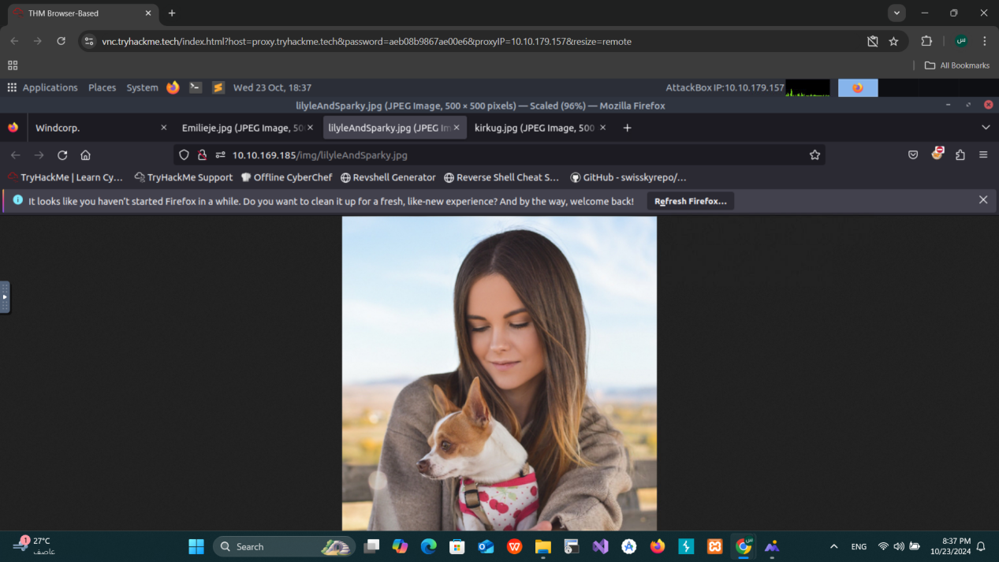 THM Browser-Based
vnc.tryhackme.tech/index.html?host=proxy.tryhackme.tech&password=aeb08b9867ae00e6&proxyIP=10.10.179.157&resize=remote
س
All Bookmarks
Applications Places System Wed 23 Oct, 18:37 AttackBox IP:10.10.179.157
lilyleAndSparky.jpg (JPEG Image, 500 × 500 pixels) — Scaled (96%) — Mozilla Firefox
Windcorp. Emilieje.jpg (JPEG Image, 50 lilyleAndSparky.jpg (JPEG Im kirkug.jpg (JPEG Image, 500
10.10.169.185/img/lilyleAndSparky.jpg
TryHackMe | Learn Cy… TryHackMe Support Offline CyberChef Revshell Generator Reverse Shell Cheat S… GitHub - swisskyrepo/…
It looks like you haven’t started Firefox in a while. Do you want to clean it up for a fresh, like-new experience? And by the way, welcome back! Refresh Firefox…
1 27°C
عاصف
Search
ENG
8:37 PM
10/23/2024